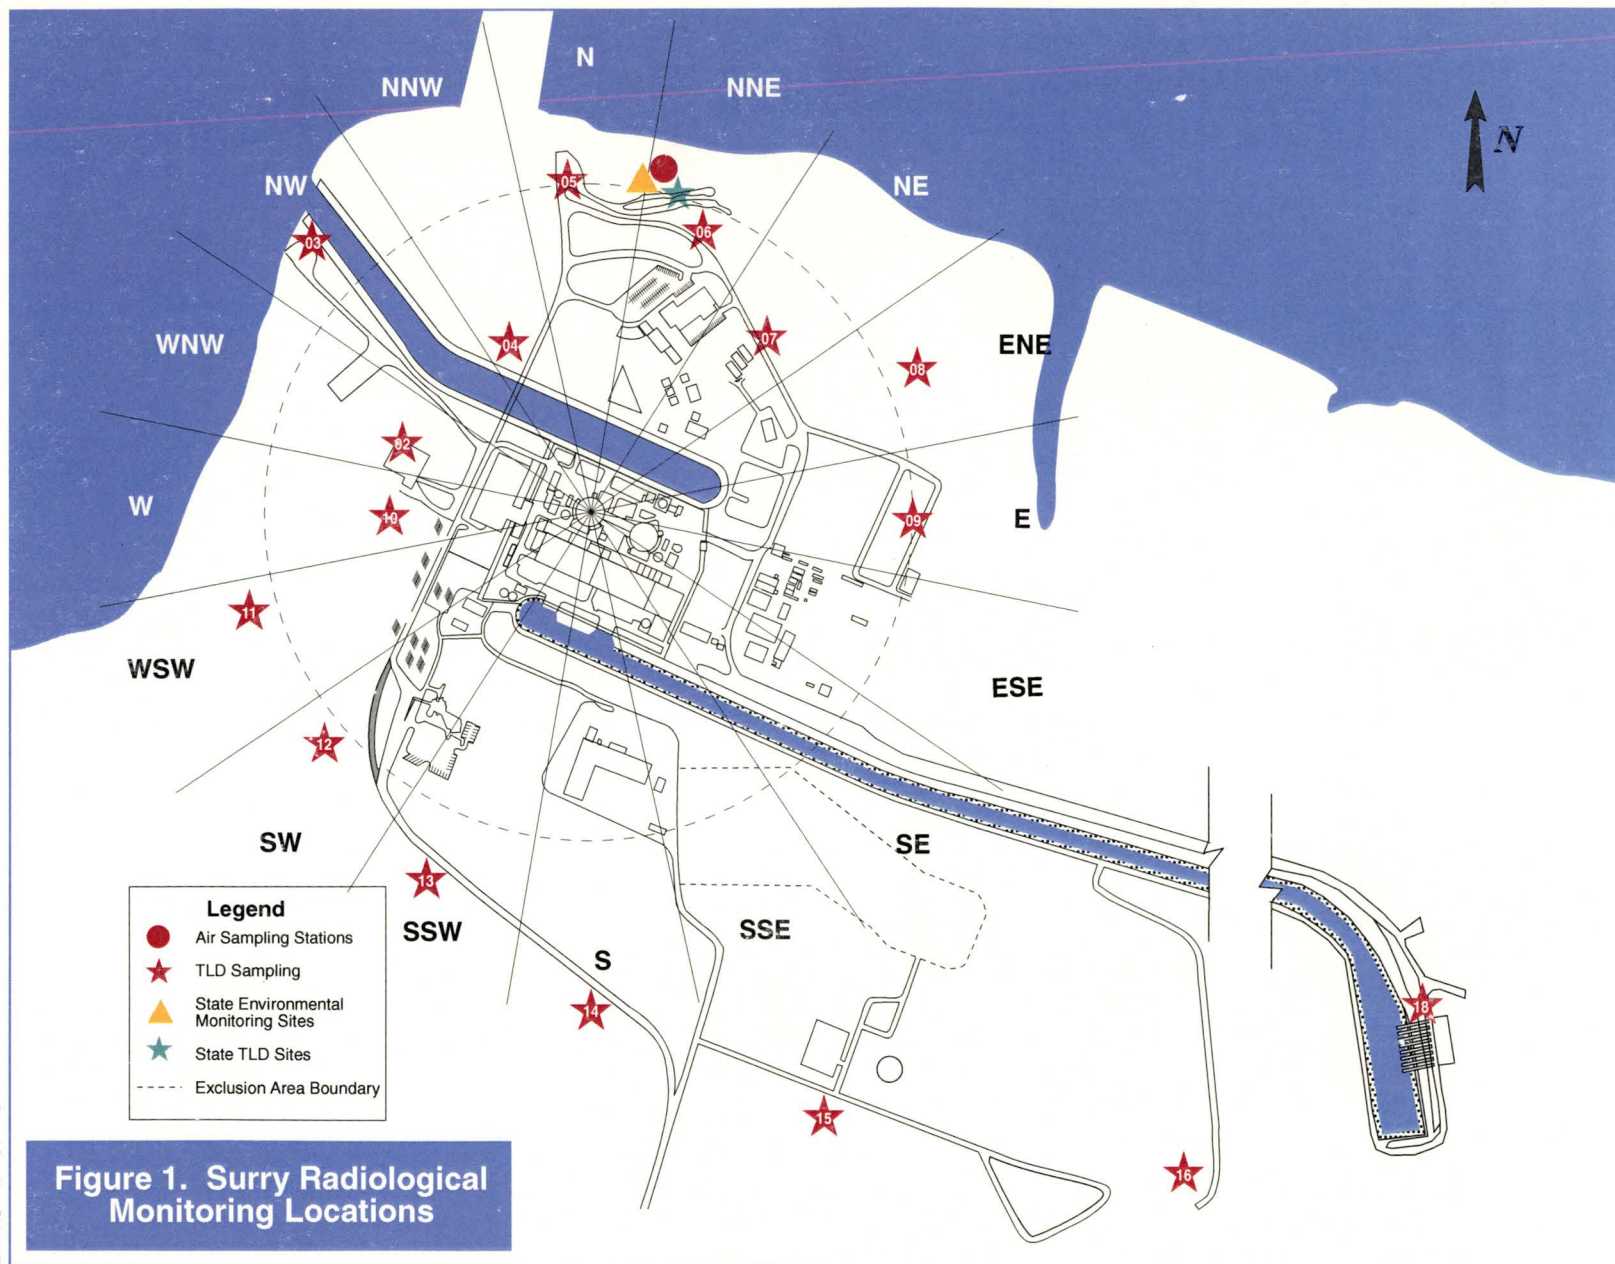 N
NNW
NNE
N
NW
NE
05
06
03
WNW
04
07
ENE
08
02
W
10
09
E
11
WSW
ESE
12
SW
SE
13
Legend
Air Sampling Stations
TLD Sampling
State Environmental
Monitoring Sites
State TLD Sites
Exclusion Area Boundary
SSW
SSE
S
14
18
15
16
Figure 1. Surry Radiological
Monitoring Locations